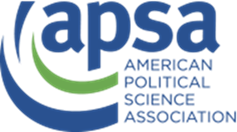 apsa
AMERICAN
POLITICAL
SCIENCE
ASSOCIATION